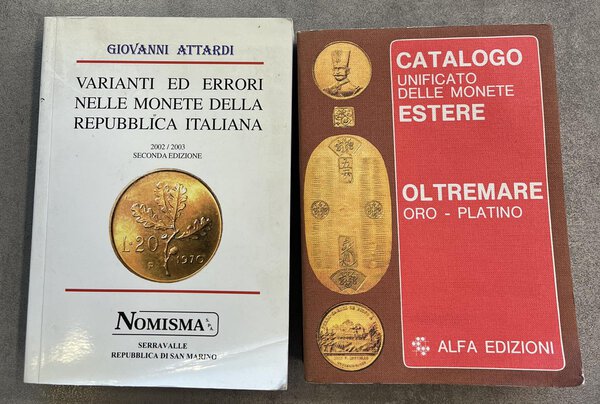 GIOVANNI ATTARDI
VARIANTI ED ERRORI
NELLE MONETE DELLA
REPUBBLICA ITALIANA
2002 / 2003
SECONDA EDIZIONE
L.20
R
1970
NOMISMA S.P.A.
SERRAVALLE
REPUBBLICA DI SAN MARINO
CATALOGO
UNIFICATO
DELLE MONETE
ESTERE
OLTREMARE
ORO - PLATINO
ALFA EDIZIONI